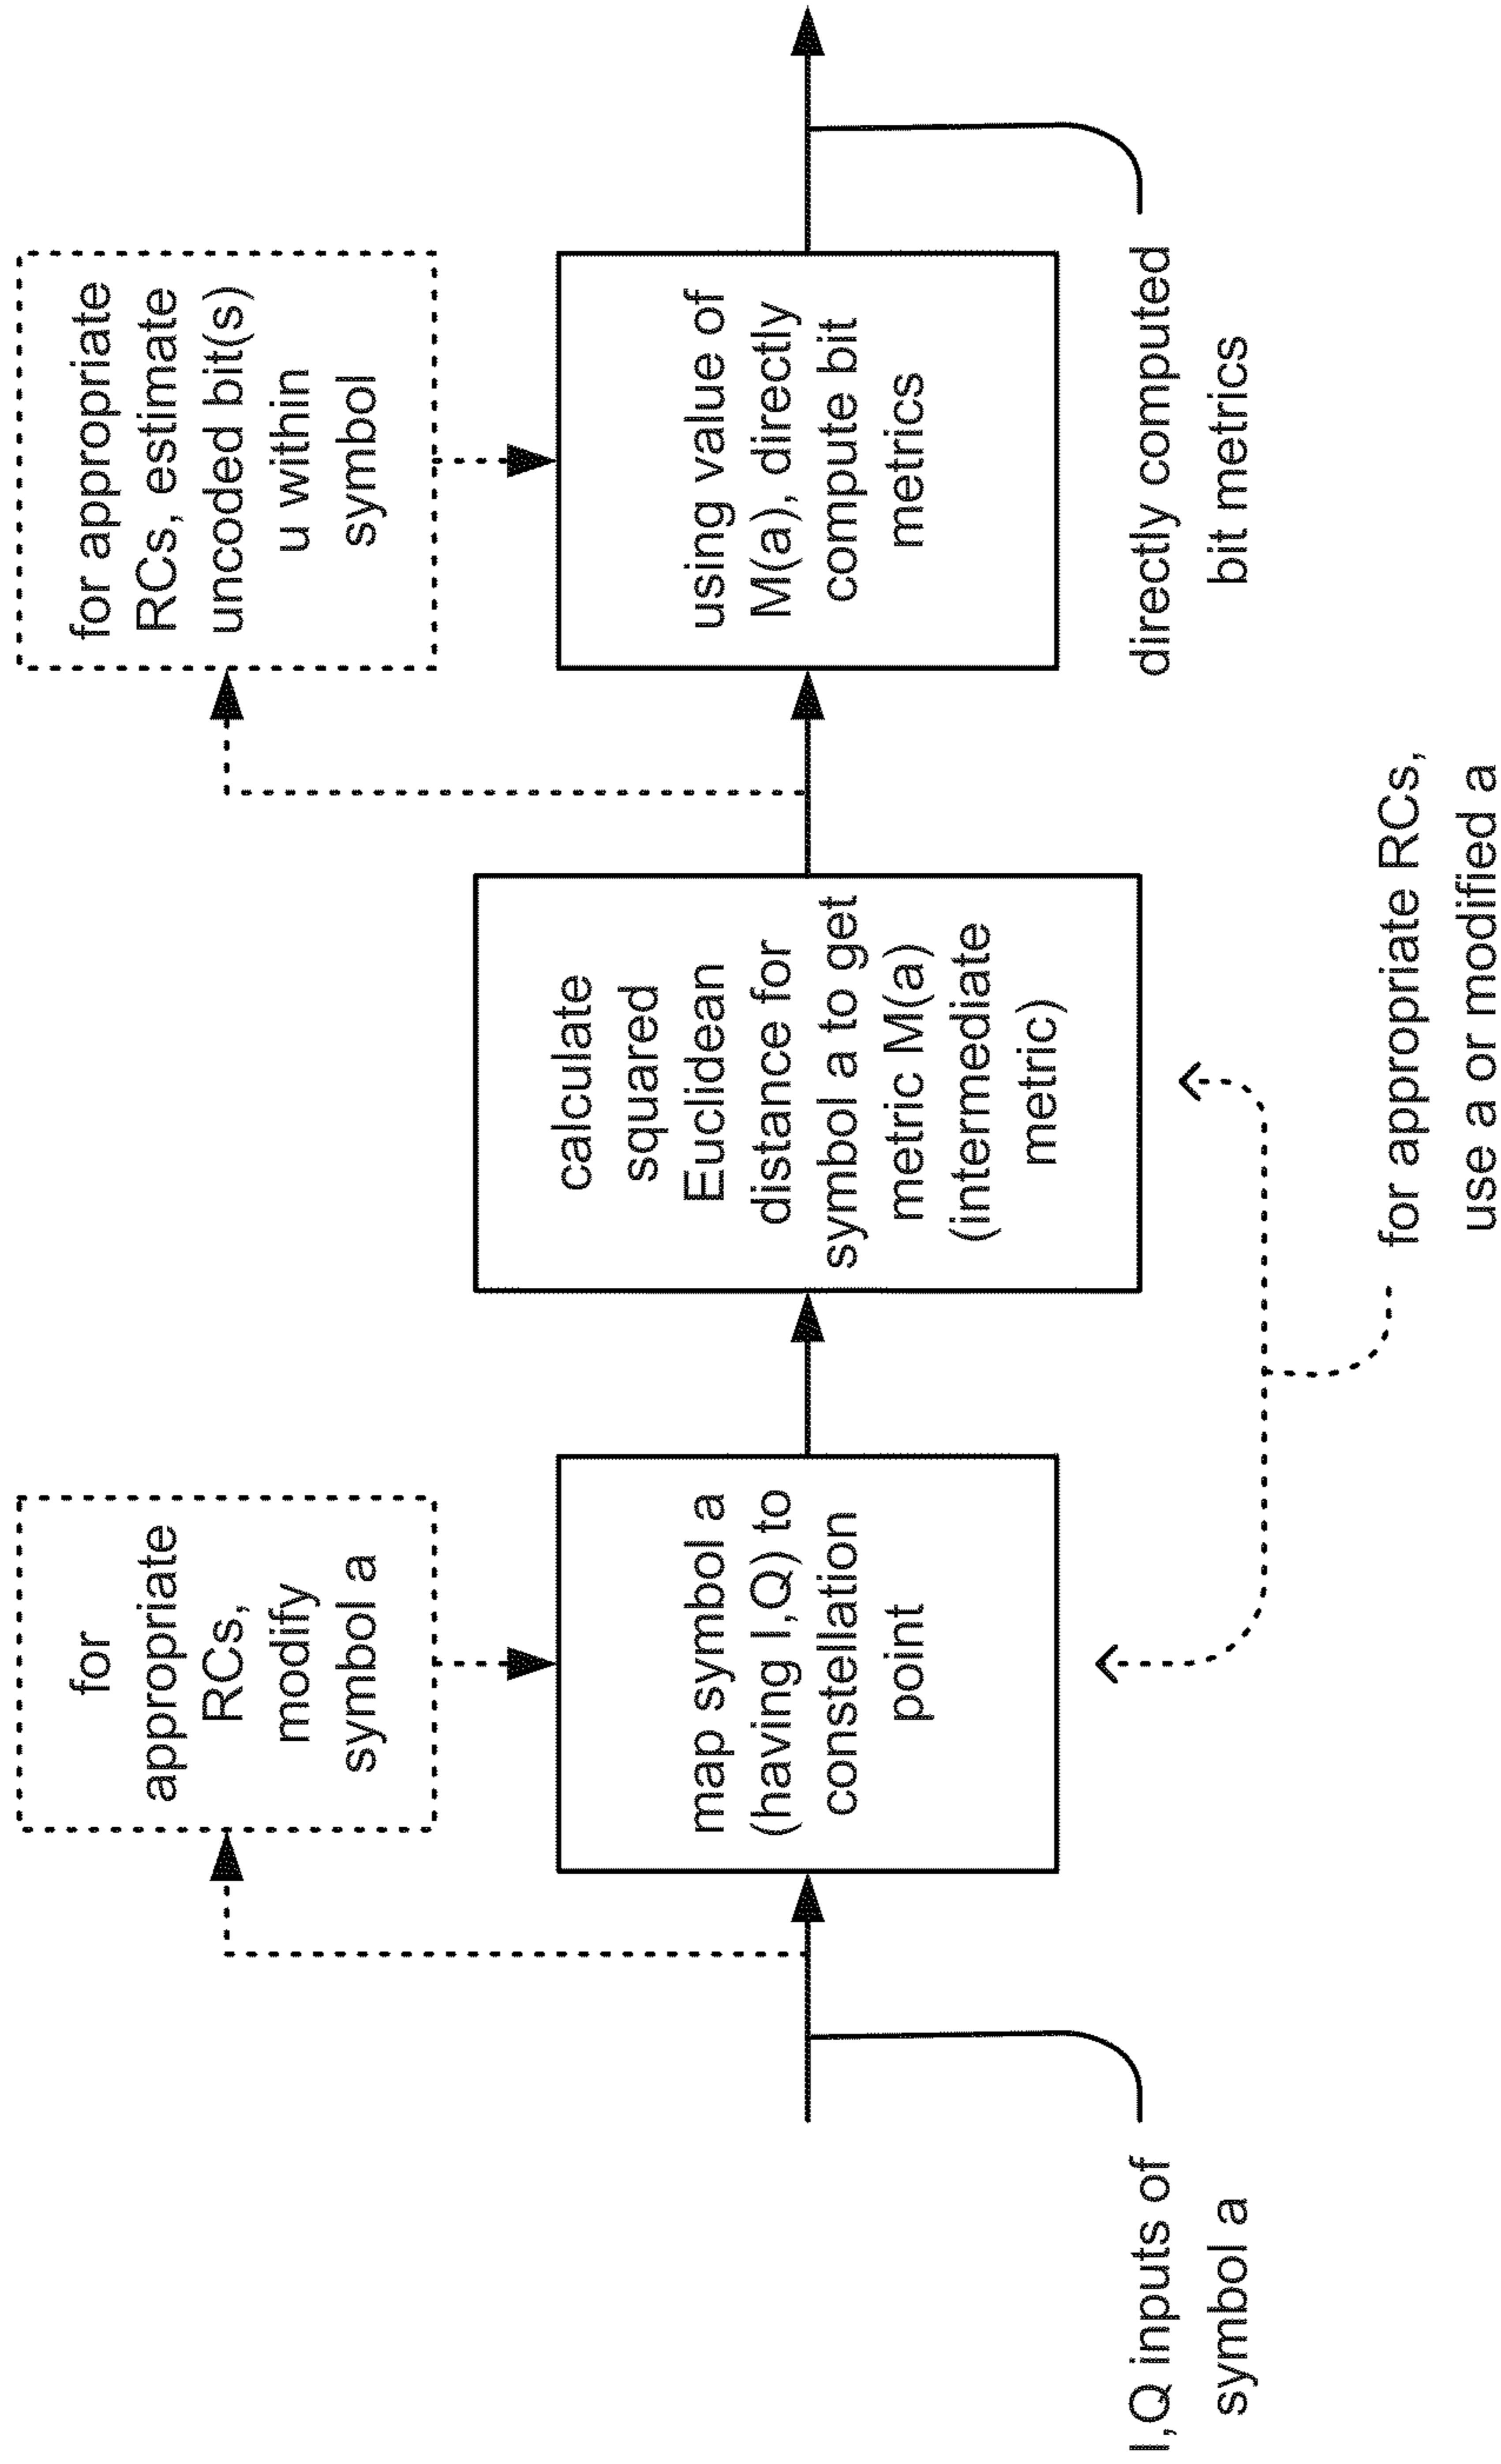 for
appropriate
RCs,
modify
symbol a
for appropriate
RCs, estimate
uncoded bit(s)
u within
symbol
map symbol a
(having I,Q) to
constellation
point
calculate
squared
Euclidean
distance for
symbol a to get
metric M(a)
(intermediate
metric)
using value of
M(a), directly
compute bit
metrics
I,Q inputs of
symbol a
directly computed
bit metrics
for appropriate RCs,
use a or modified a